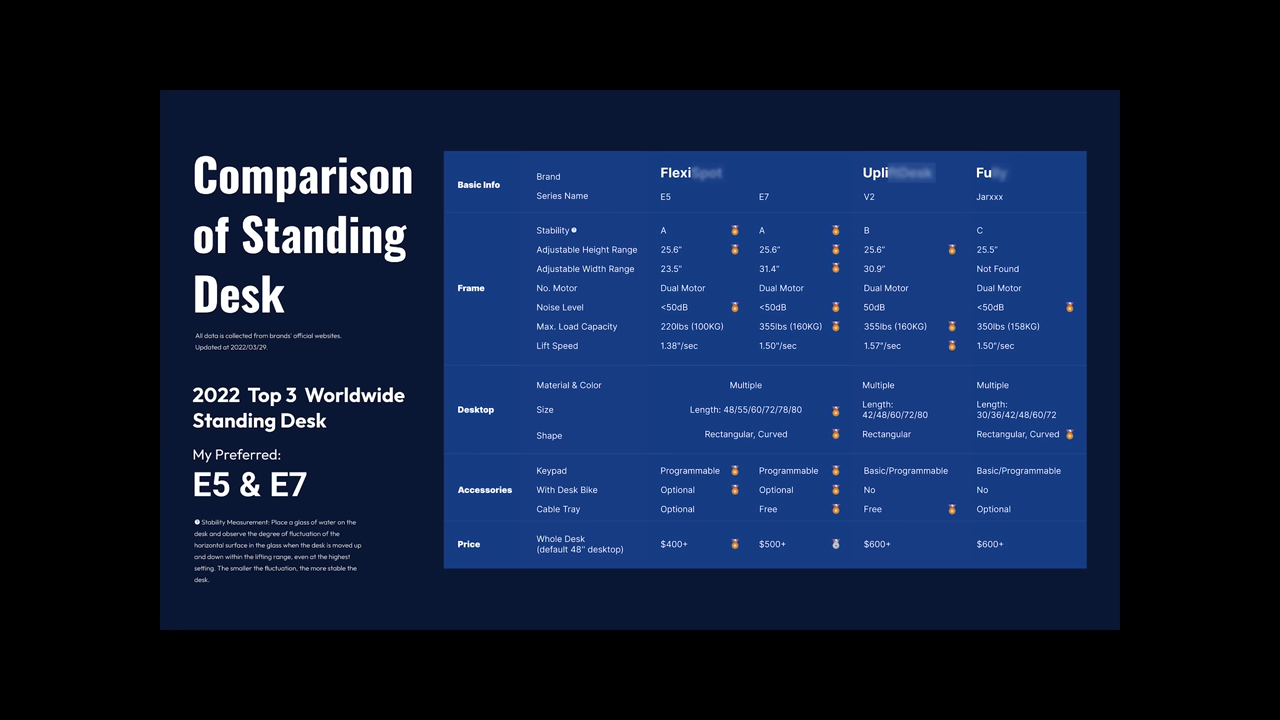 Comparison
of Standing
Desk
All data is collected from brands' official websites.
Updated at 2022/03/29.
2022 Top 3 Worldwide
Standing Desk
My Preferred:
E5 & E7
? Stability Measurement: Place a glass of water on the
desk and observe the degree of fluctuation of the
horizontal surface in the glass when the desk is moved up
and down within the lifting range, even at the highest
setting. The smaller the fluctuation, the more stable the
desk.
Basic Info
Brand FlexiSpot UpliftDesk Fully
Series Name E5 E7 V2 Jarxxx
Frame
Stability ? A A B C
Adjustable Height Range 25.6" 25.6" 25.6" 25.5"
Adjustable Width Range 23.5" 31.4" 30.9" Not Found
No. Motor Dual Motor Dual Motor Dual Motor Dual Motor
Noise Level <50dB <50dB 50dB <50dB
Max. Load Capacity 220lbs (100KG) 355lbs (160KG) 355lbs (160KG) 350lbs (158KG)
Lift Speed 1.38"/sec 1.50"/sec 1.57"/sec 1.50"/sec
Desktop
Material & Color Multiple Multiple Multiple
Size Length: 48/55/60/72/78/80 Length: 42/48/60/72/80 Length: 30/36/42/48/60/72
Shape Rectangular, Curved Rectangular Rectangular, Curved
Accessories
Keypad Programmable Programmable Basic/Programmable Basic/Programmable
With Desk Bike Optional Optional No No
Cable Tray Optional Free Free Optional
Price
Whole Desk
(default 48" desktop) $400+ $500+ $600+ $600+